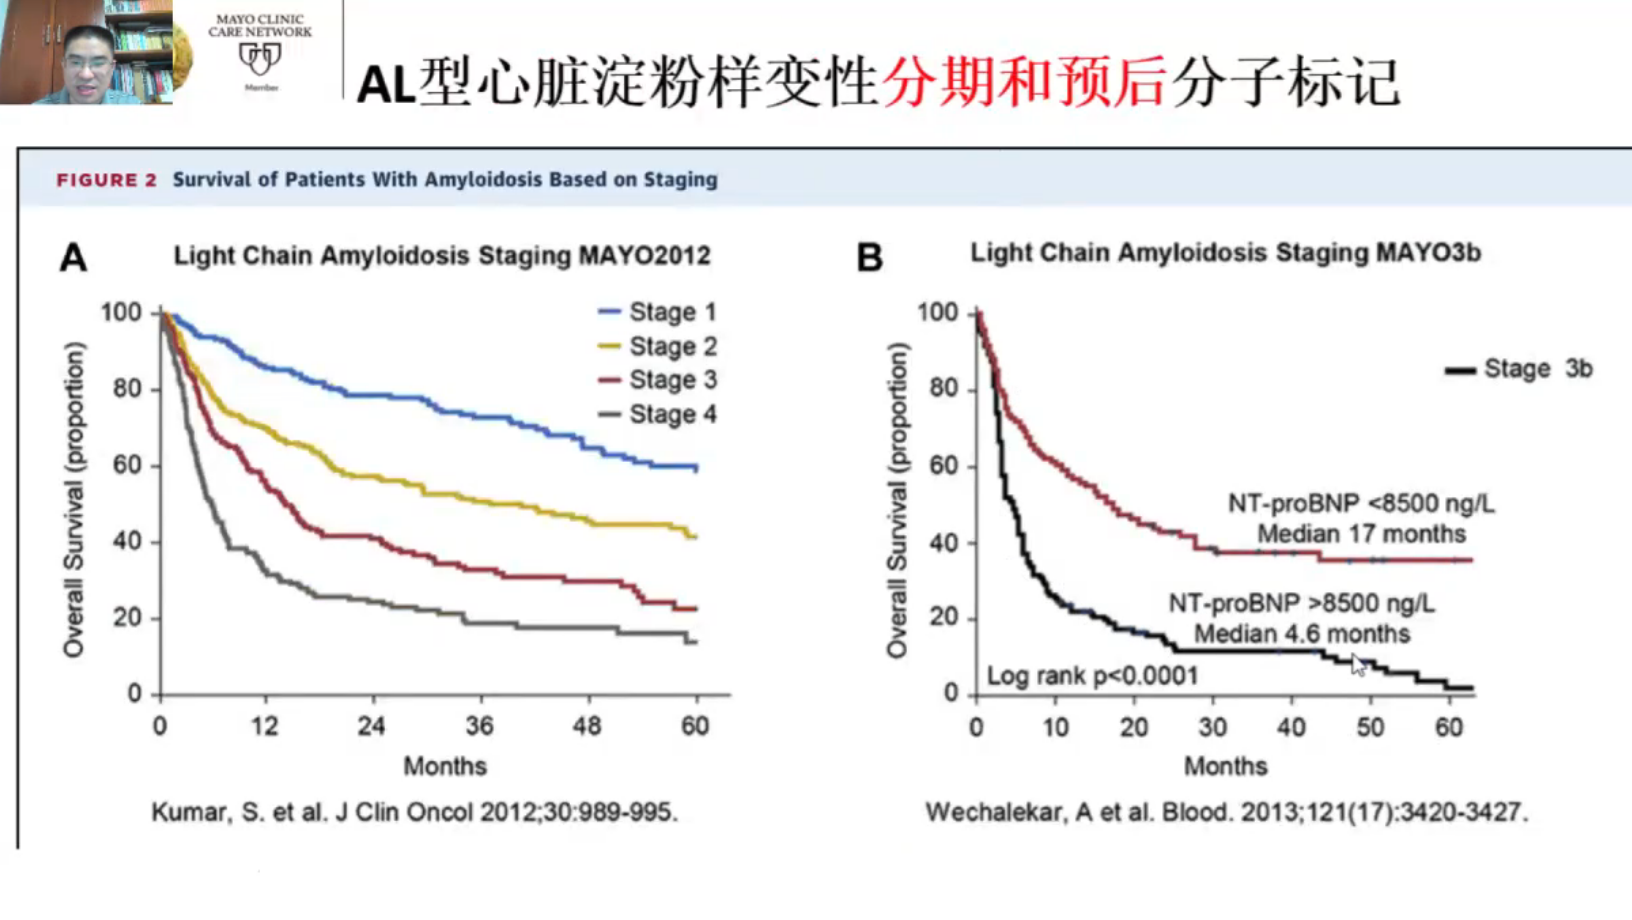 MAYO CLINIC
CARE NETWORK
Member
AL型心脏淀粉样变性分期和预后分子标记
FIGURE 2 Survival of Patients With Amyloidosis Based on Staging
A
Light Chain Amyloidosis Staging MAYO2012
Stage 1
Stage 2
Stage 3
Stage 4
Overall Survival (proportion)
100
80
60
40
20
0
0 12 24 36 48 60
Months
Kumar, S. et al. J Clin Oncol 2012;30:989-995.
B
Light Chain Amyloidosis Staging MAYO3b
Stage 3b
Overall Survival (proportion)
100
80
60
40
20
0
NT-proBNP <8500 ng/L
Median 17 months
NT-proBNP >8500 ng/L
Median 4.6 months
Log rank p<0.0001
0 10 20 30 40 50 60
Months
Wechalekar, A et al. Blood. 2013;121(17):3420-3427.